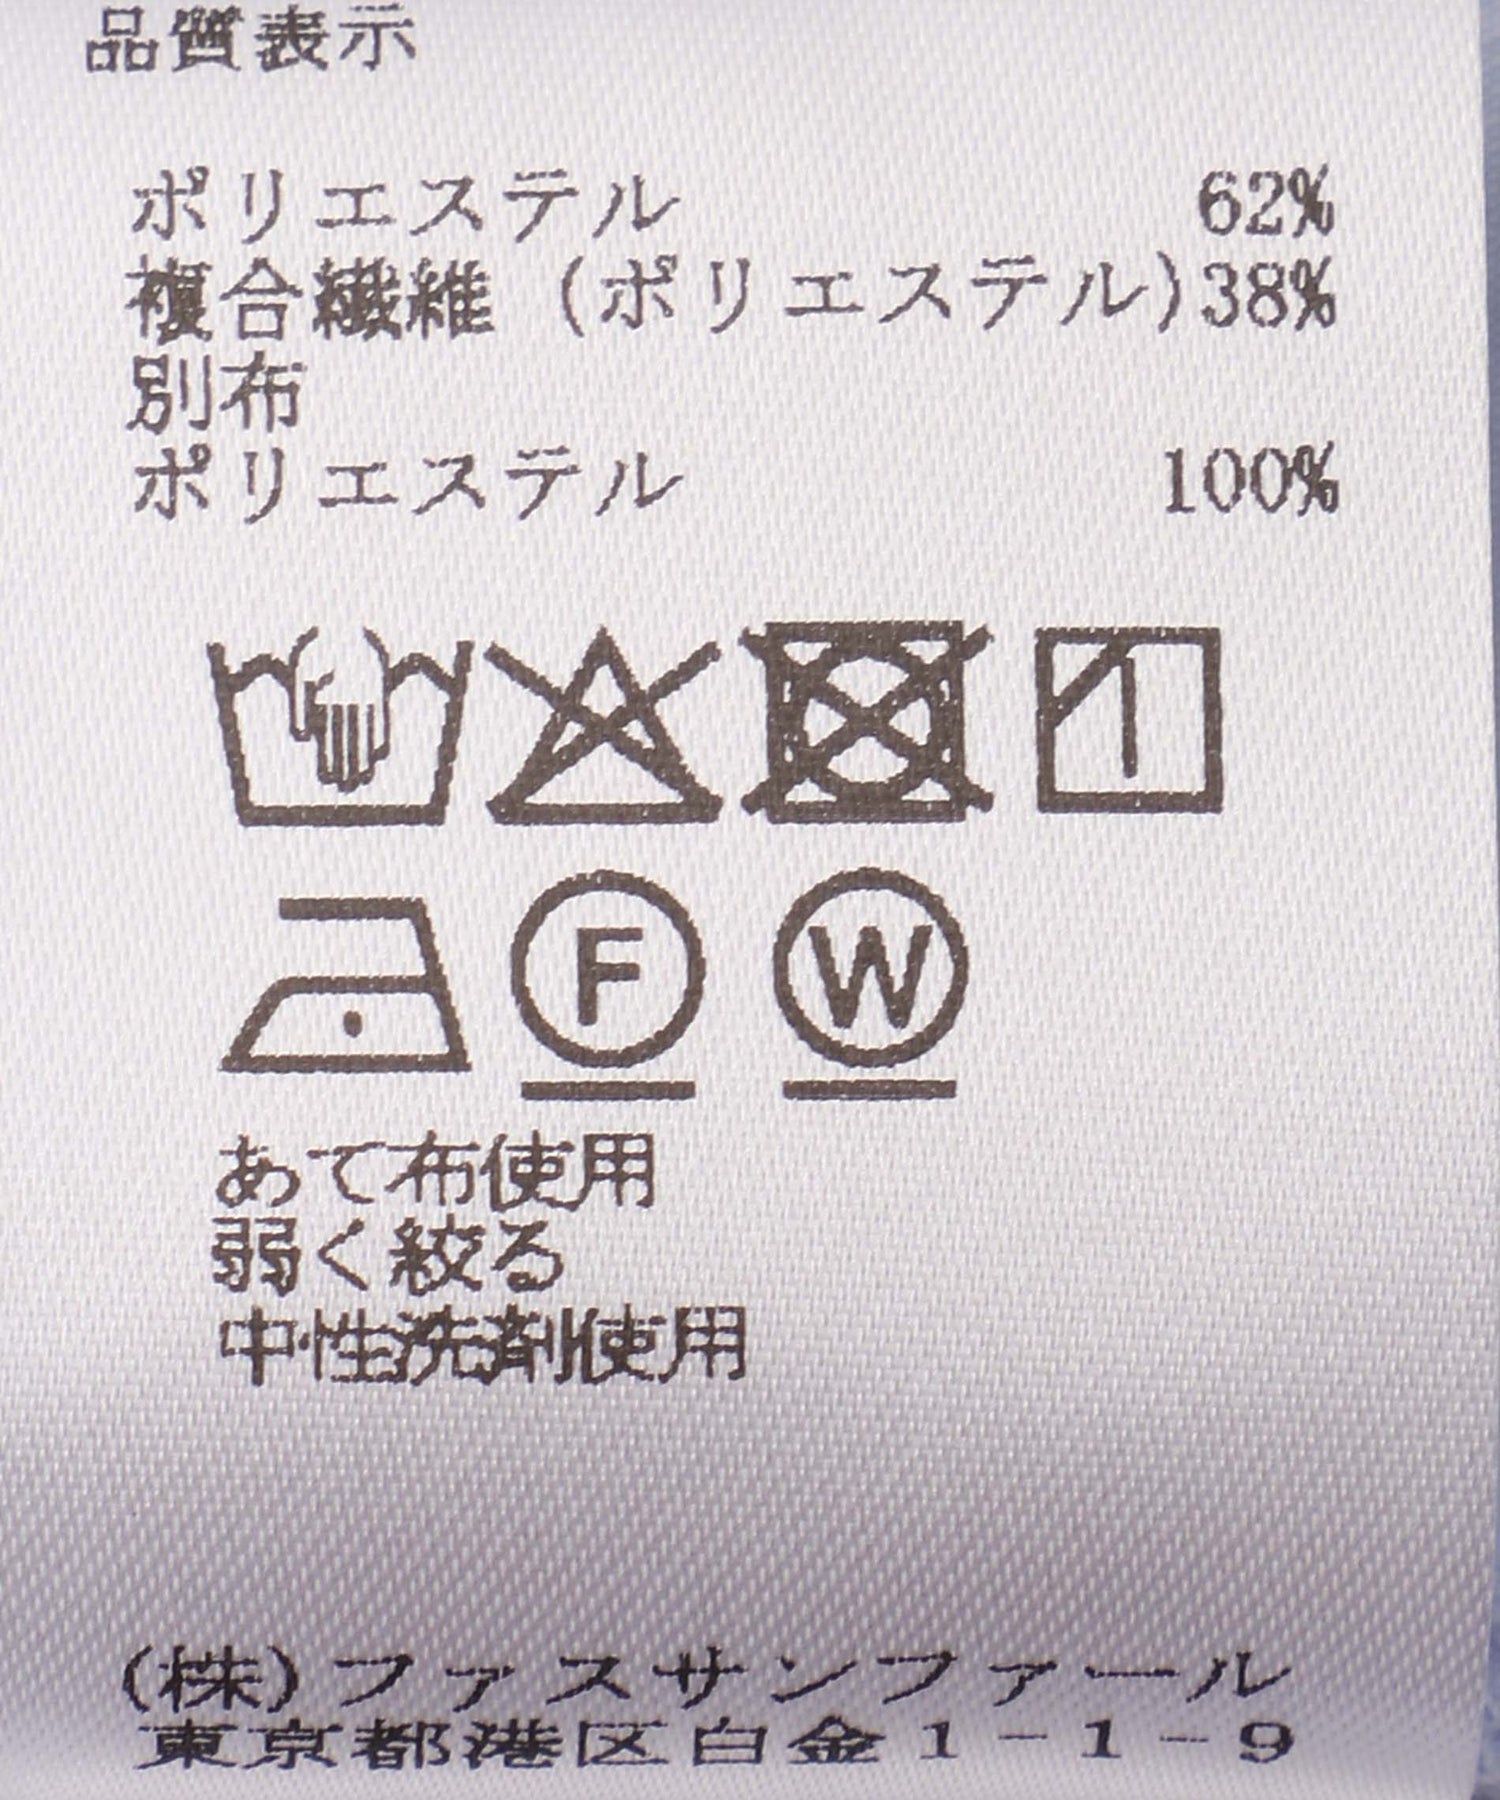 品質表示
ポリエステル 62%
複合繊維 (ポリエステル)38%
別布
ポリエステル 100%
F W
あて布使用
弱く絞る
中性洗剤使用
(株)ファスサンファール
東京都港区白金1-1-9